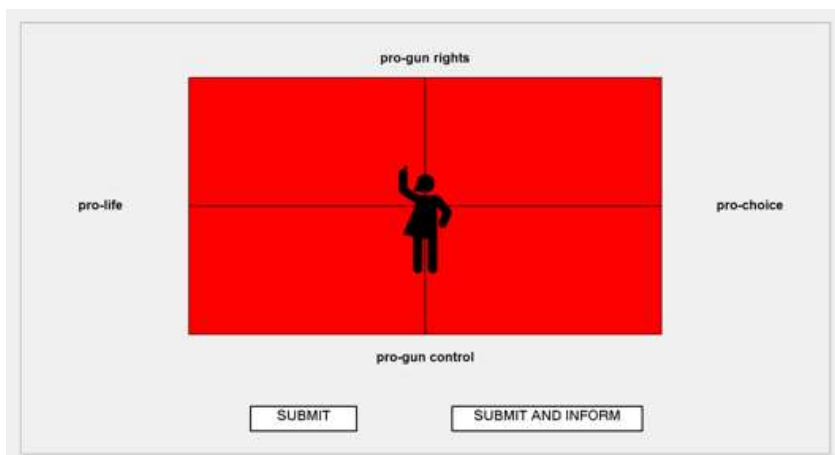 pro-gun rights
pro-life
pro-choice
pro-gun control
SUBMIT
SUBMIT AND INFORM